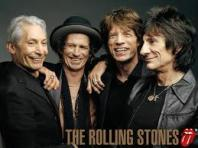 THE ROLLING STONES